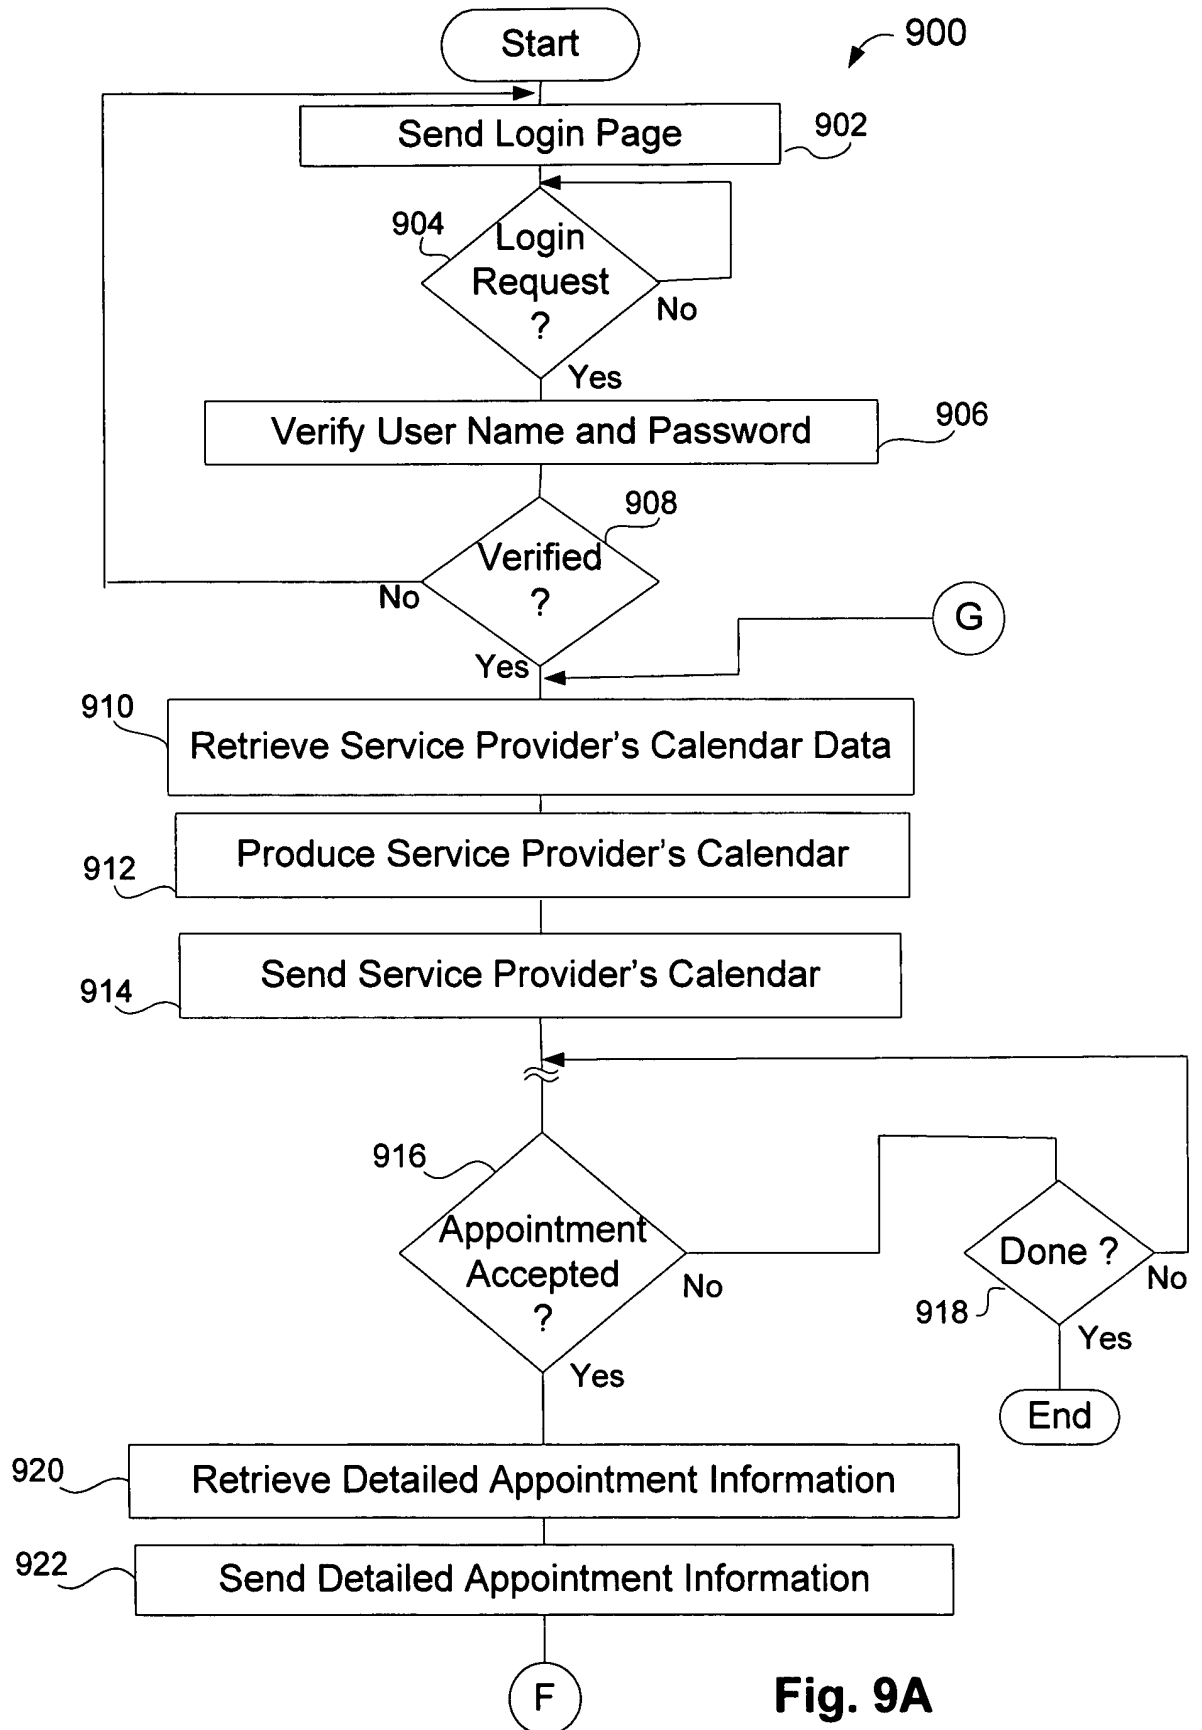 Start
900
Send Login Page
902
904
Login
Request
?
No
Yes
Verify User Name and Password
906
908
Verified
?
No
G
Yes
910
Retrieve Service Provider's Calendar Data
Produce Service Provider's Calendar
912
Send Service Provider's Calendar
914
916
Appointment
Accepted
?
No
Done ?
No
918
Yes
Yes
End
920
Retrieve Detailed Appointment Information
922
Send Detailed Appointment Information
F
Fig. 9A